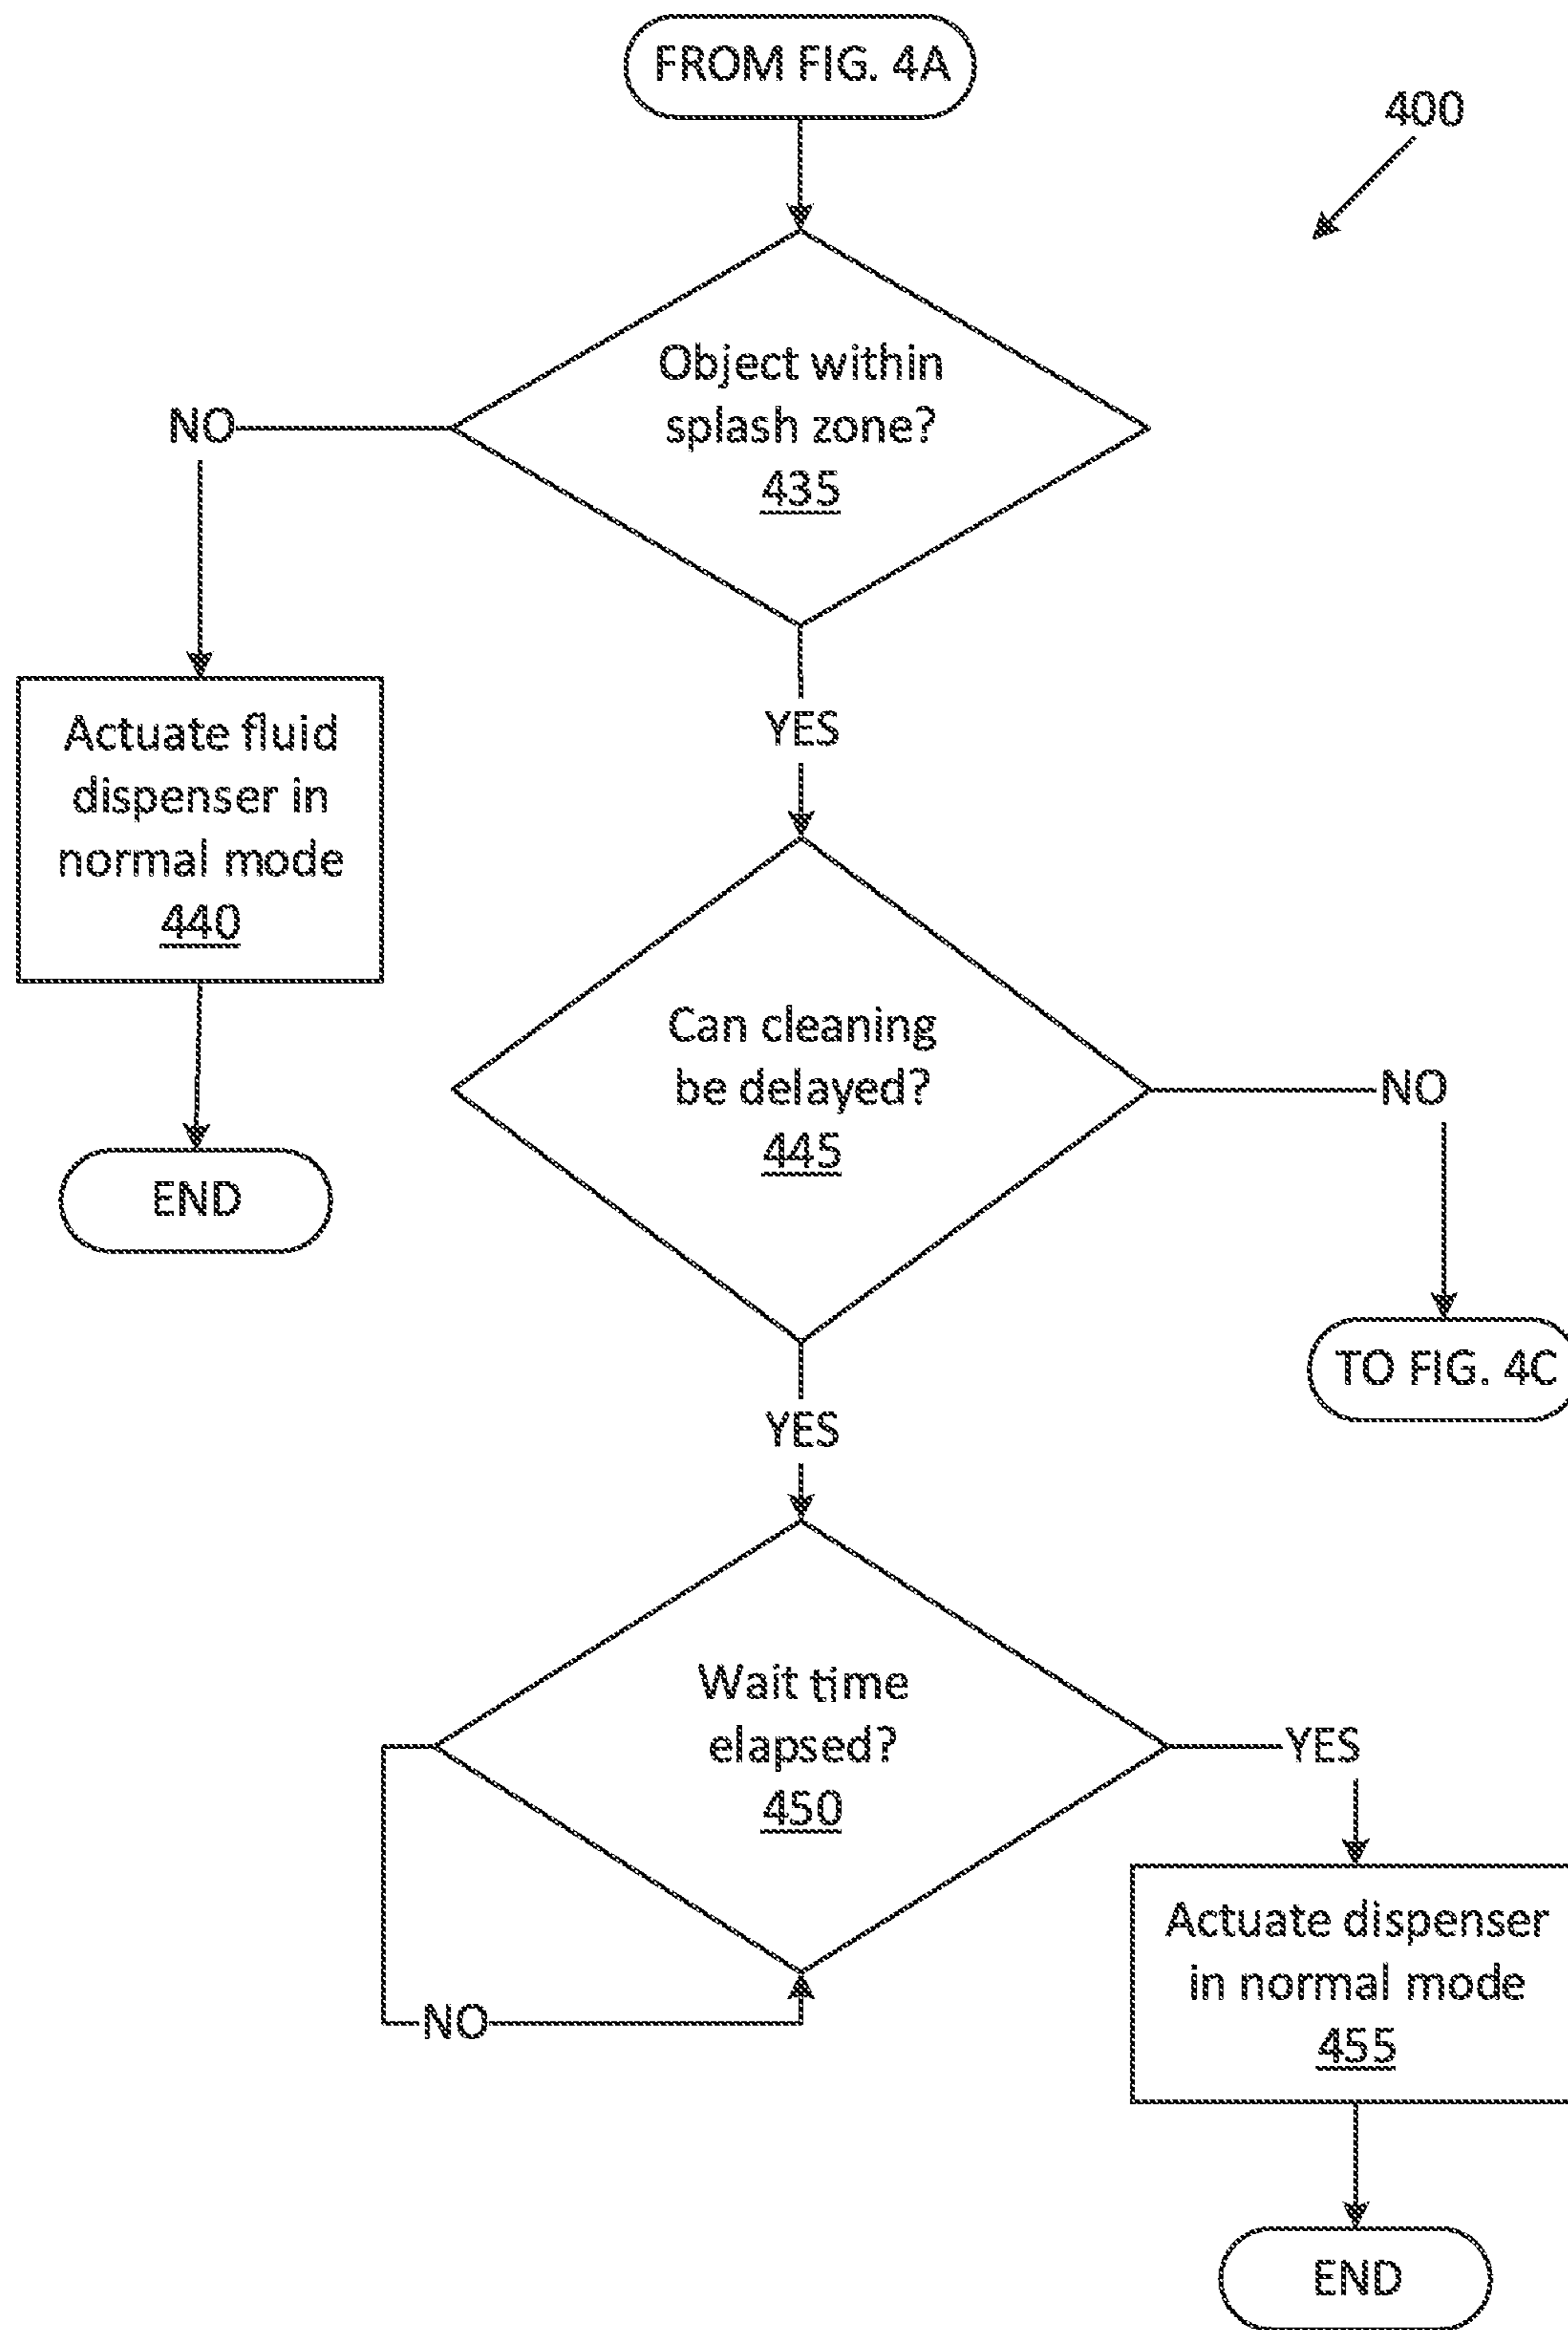 FROM FIG. 4A
400
Object within
splash zone?
435
NO
YES
Actuate fluid
dispenser in
normal mode
440
END
Can cleaning
be delayed?
445
NO
TO FIG. 4C
YES
Wait time
elapsed?
450
YES
NO
Actuate dispenser
in normal mode
455
END